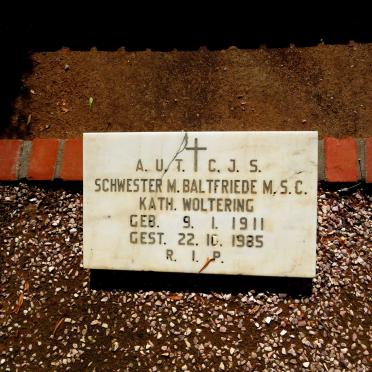 A. U. T. C. J. S.
SCHWESTER M. BALTFRIEDE M. S. C.
KATH. WOLTERING
GEB. 9. 1. 1911
GEST. 22. 10. 1985
R. I. P.